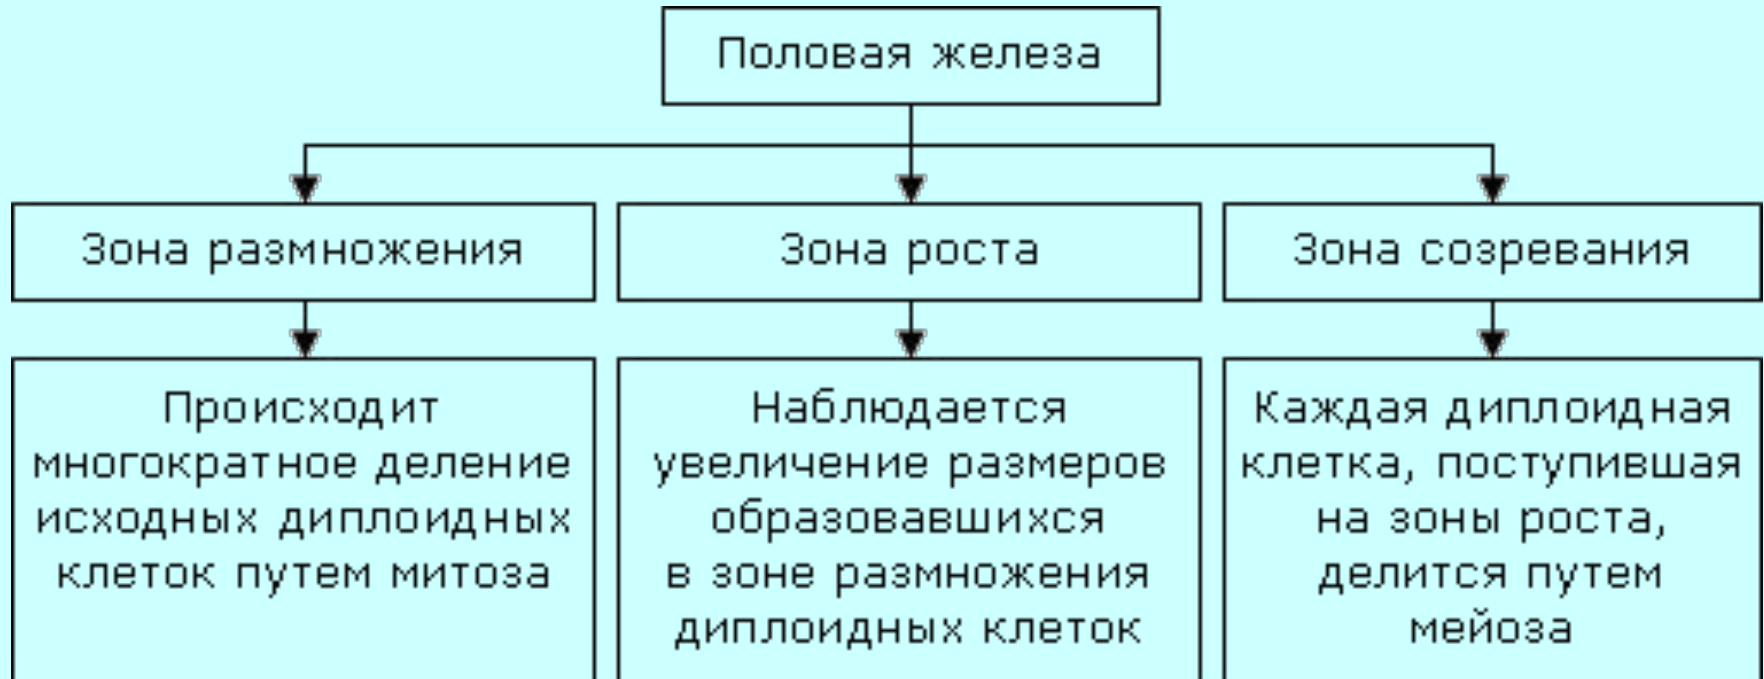 Половая железа
Зона размножения
Зона роста
Зона созревания
Происходит
многократное деление
исходных диплоидных
клеток путем митоза
Наблюдается
увеличение размеров
образовавшихся
в зоне размножения
диплоидных клеток
Каждая диплоидная
клетка, поступившая
на зоны роста,
делится путем
мейоза